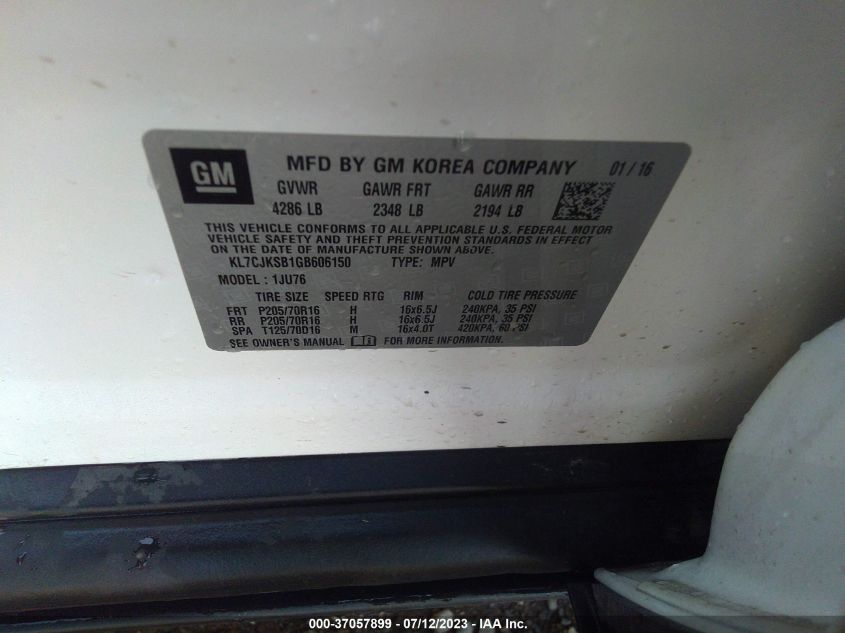 GM MFD BY GM KOREA COMPANY 01 / 16
GVWR GAWR FRT GAWR RR
4286 LB 2348 LB 2194 LB
THIS VEHICLE CONFORMS TO ALL APPLICABLE U.S. FEDERAL MOTOR
VEHICLE SAFETY AND THEFT PREVENTION STANDARDS IN EFFECT
ON THE DATE OF MANUFACTURE SHOWN ABOVE.
KL7CJKSB1GB606150 TYPE: MPV
MODEL : 1JU76
TIRE SIZE SPEED RTG RIM COLD TIRE PRESSURE
FRT P205/70R16 H 16x6.5J 240KPA, 35 PSI
RR P205/70R16 H 16x6.5J 240KPA, 35 PSI
SPA T125/70D16 M 16x4.0T 420KPA, 60 PSI
SEE OWNER'S MANUAL FOR MORE INFORMATION.
000-37057899 - 07/12/2023 - IAA Inc.